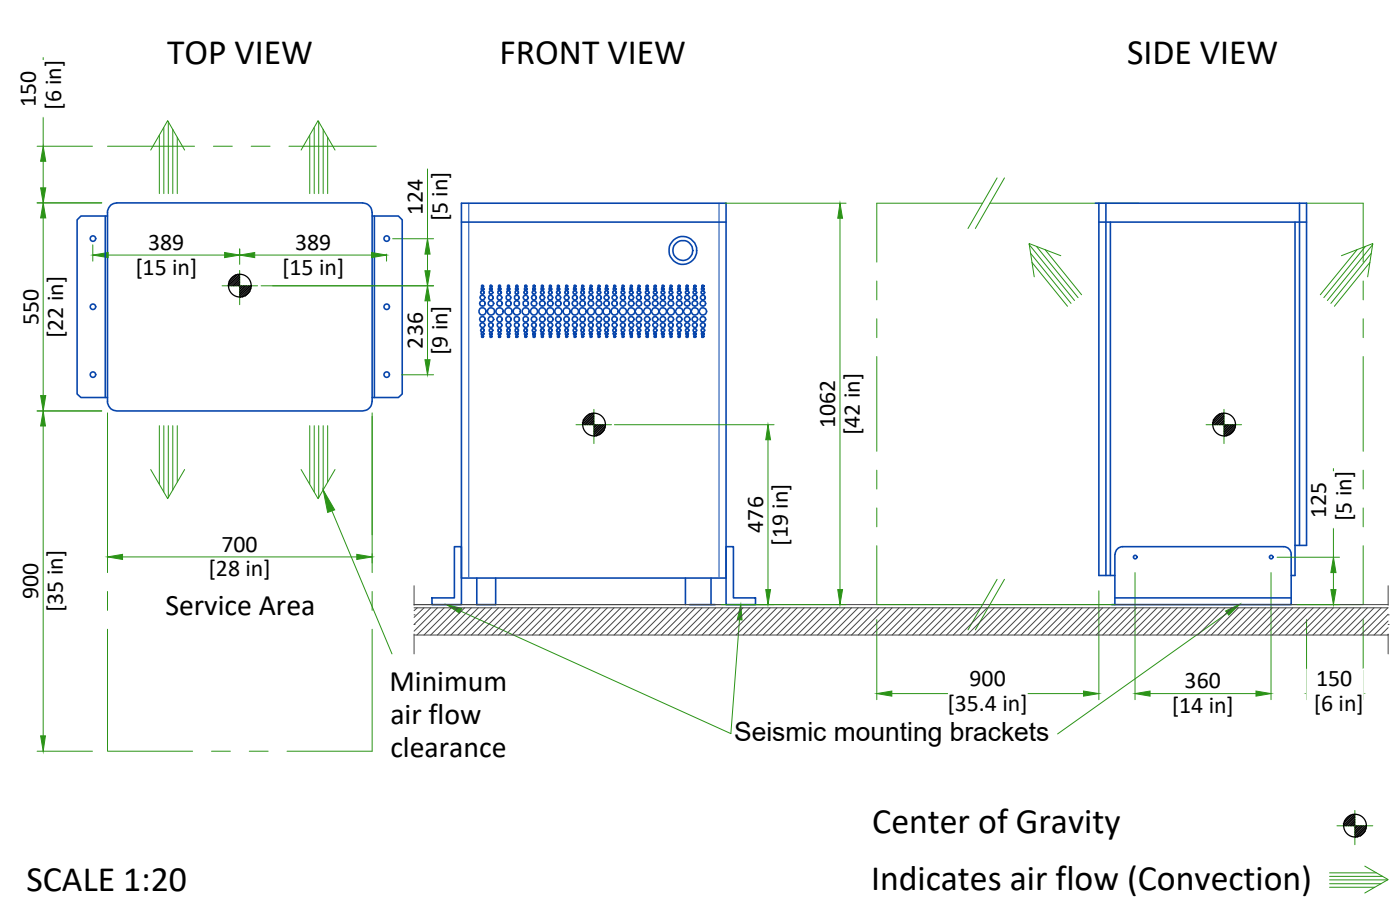 TOP VIEW
FRONT VIEW
SIDE VIEW
150
[6 in]
124
[5 in]
389
[15 in]
389
[15 in]
550
[22 in]
236
[9 in]
1062
[42 in]
476
[19 in]
125
[5 in]
700
[28 in]
900
[35 in]
Service Area
Minimum
air flow
clearance
900
[35.4 in]
360
[14 in]
150
[6 in]
Seismic mounting brackets
Center of Gravity
SCALE 1:20
Indicates air flow (Convection)